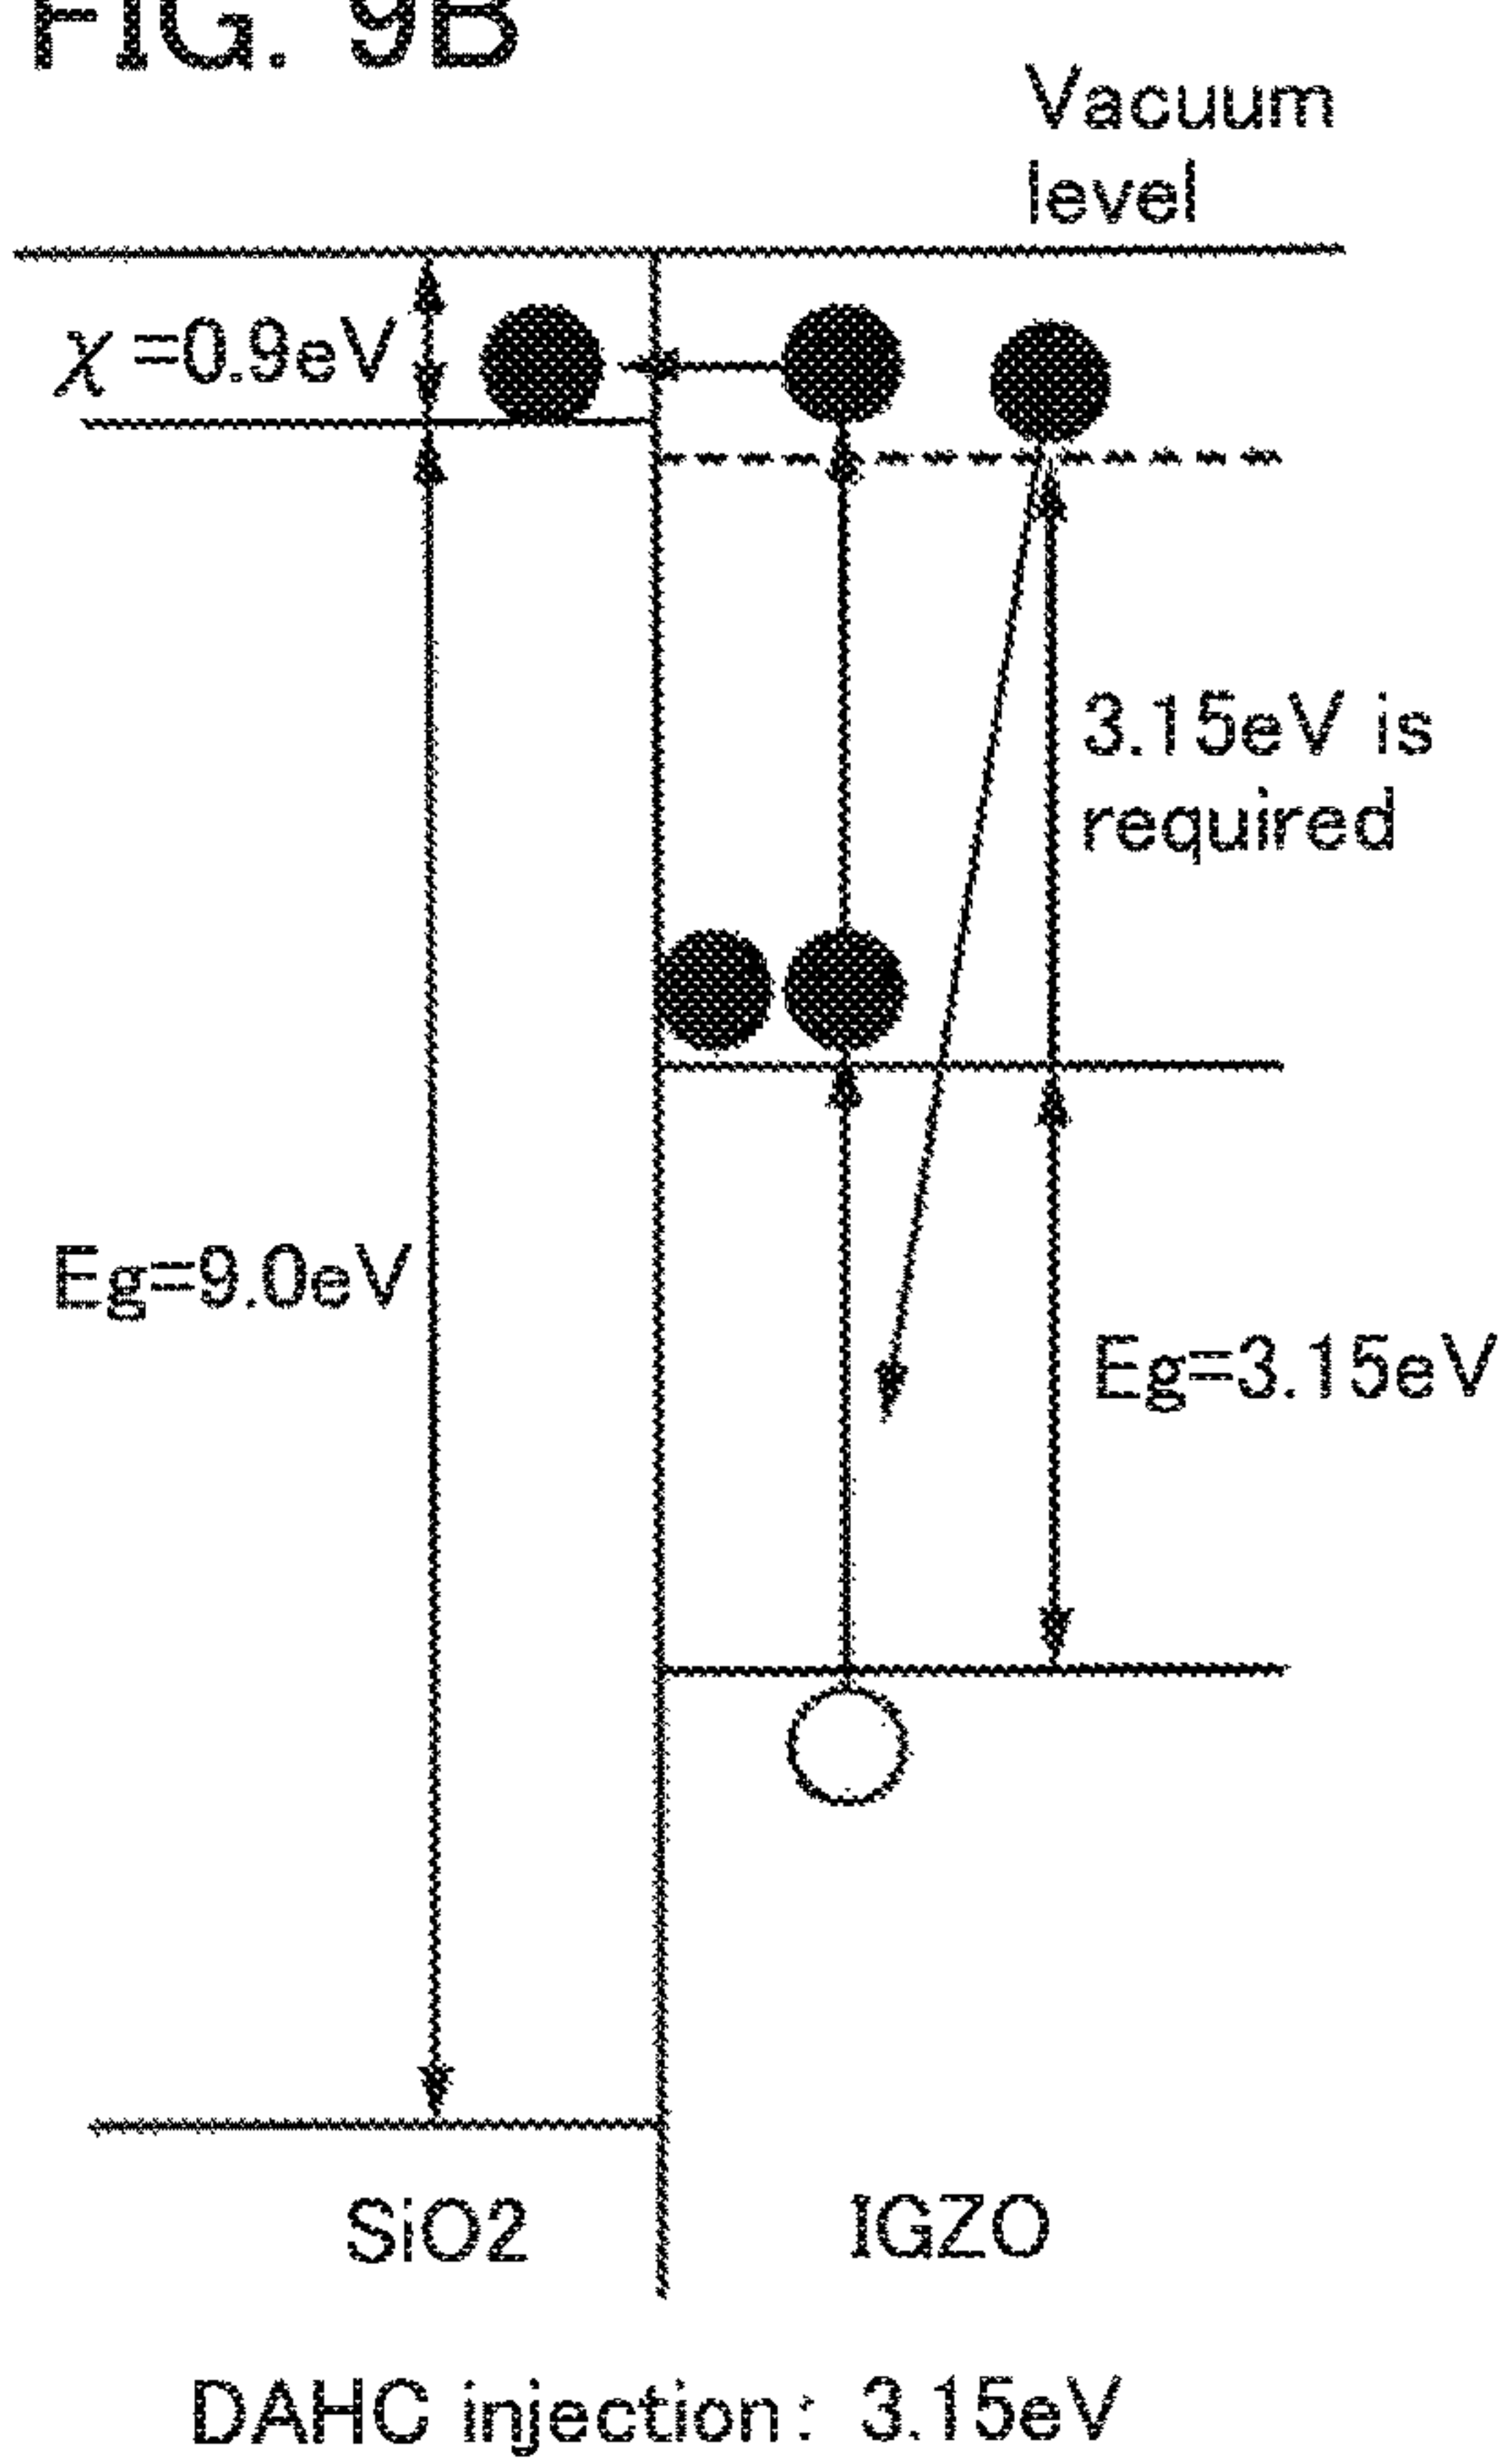 FIG. 9B
Vacuum
level
χ=0.9eV
3.15eV is
required
Eg=9.0eV
Eg=3.15eV
SiO2
IGZO
DAHC injection: 3.15eV